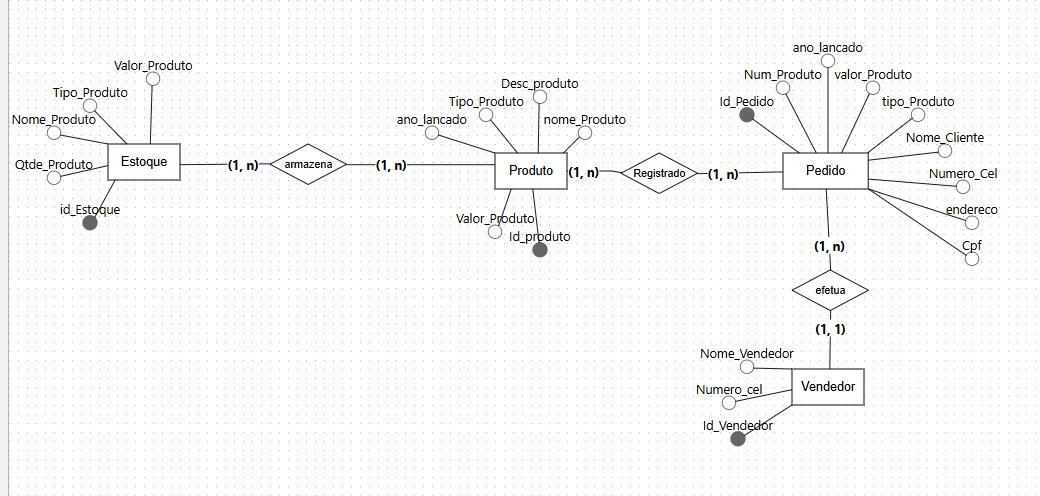 ano_lancado
Valor_Produto
Num_Produto
valor_Produto
Desc_produto
Tipo_Produto
Tipo_Produto
Id_Pedido
tipo_Produto
Nome_Produto
ano_lancado
nome_Produto
Nome_Cliente
Qtde_Produto
Estoque
(1, n)
armazena
(1, n)
Produto
(1, n)
Registrado
(1, n)
Pedido
Numero_Cel
id_Estoque
endereco
Valor_Produto
Id_produto
Cpf
(1, n)
efetua
(1, 1)
Nome_Vendedor
Numero_cel
Vendedor
Id_Vendedor